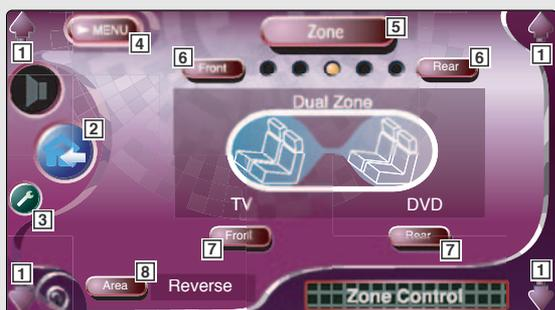 MENU
4
Zone
5
1
1
6
Front
Rear
6
Dual Zone
2
TV
DVD
3
Front
Rear
7
7
1
Area
8
Reverse
1
Zone Control